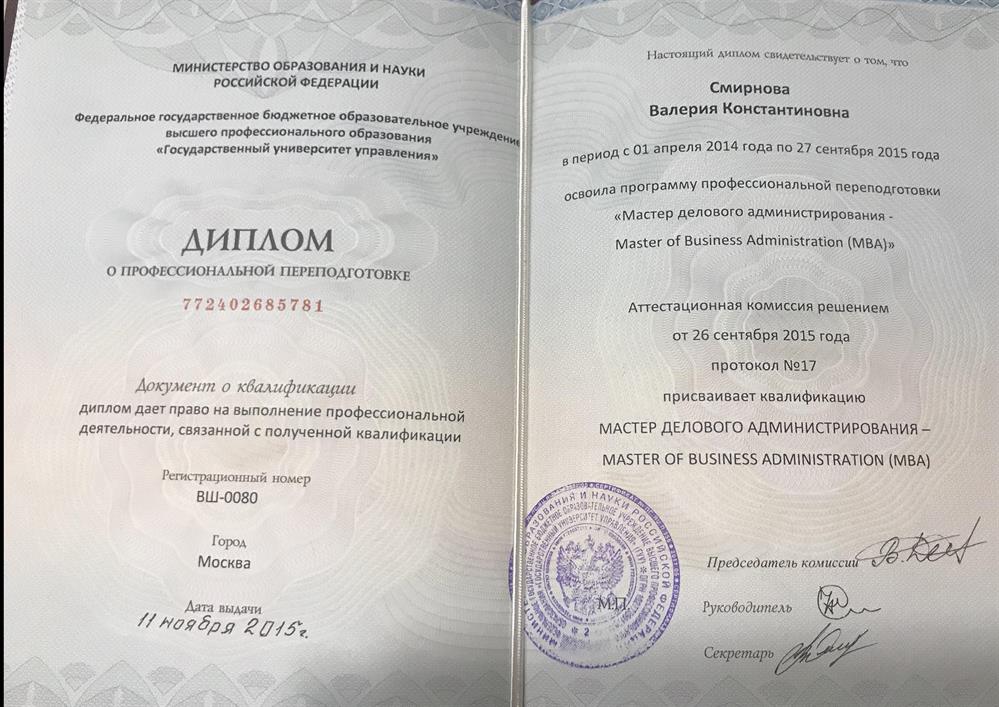 МИНИСТЕРСТВО ОБРАЗОВАНИЯ И НАУКИ
РОССИЙСКОЙ ФЕДЕРАЦИИ
Федеральное государственное бюджетное образовательное учреждение
высшего профессионального образования
«Государственный университет управления»
ДИПЛОМ
О ПРОФЕССИОНАЛЬНОЙ ПЕРЕПОДГОТОВКЕ
772402685781
Документ о квалификации
диплом дает право на выполнение профессиональной
деятельности, связанной с полученной квалификации
Регистрационный номер
ВШ-0080
Город
Москва
Дата выдачи
11 ноября 2015г.
Настоящий диплом свидетельствует о том, что
Смирнова
Валерия Константиновна
в период с 01 апреля 2014 года по 27 сентября 2015 года
освоила программу профессиональной переподготовки
«Мастер делового администрирования -
Master of Business Administration (MBA)»
Аттестационная комиссия решением
от 26 сентября 2015 года
протокол №17
присваивает квалификацию
МАСТЕР ДЕЛОВОГО АДМИНИСТРИРОВАНИЯ –
MASTER OF BUSINESS ADMINISTRATION (MBA)
Председатель комиссии
М.П.
Руководитель
Секретарь